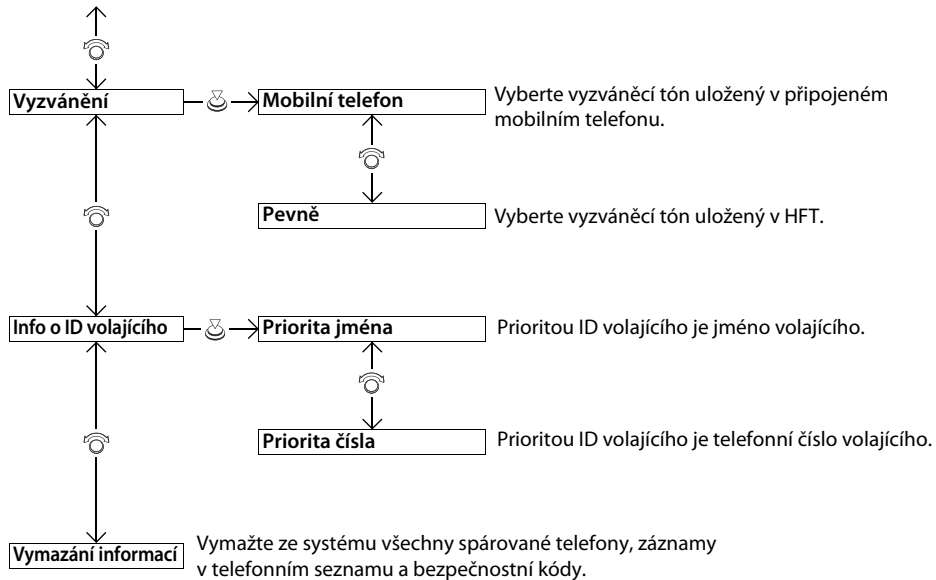 Vyzvánění
Mobilní telefon
Vyberte vyzváněcí tón uložený v připojeném
mobilním telefonu.
Pevně
Vyberte vyzváněcí tón uložený v HFT.
Info o ID volajícího
Priorita jména
Prioritou ID volajícího je jméno volajícího.
Priorita čísla
Prioritou ID volajícího je telefonní číslo volajícího.
Vymazání informací
Vymažte ze systému všechny spárované telefony, záznamy
v telefonním seznamu a bezpečnostní kódy.